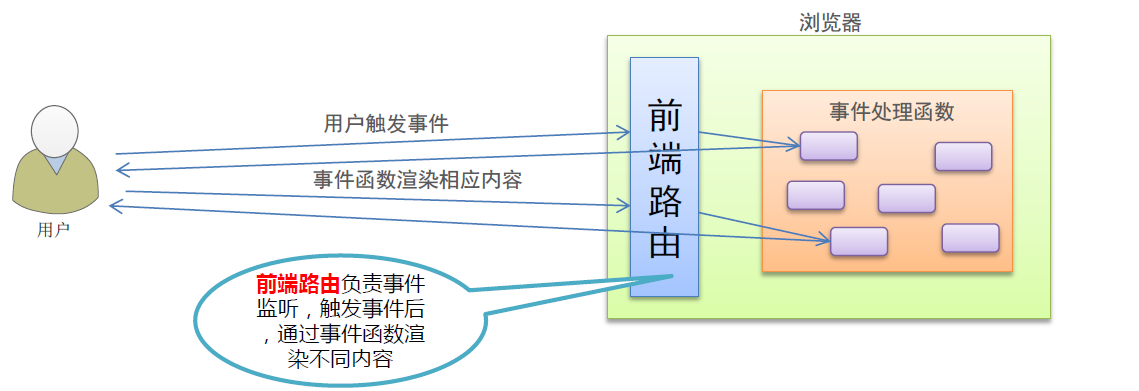 浏览器
前端路由
事件处理函数
用户触发事件
事件函数渲染相应内容
用户
前端路由负责事件
监听，触发事件后
，通过事件函数渲
染不同内容